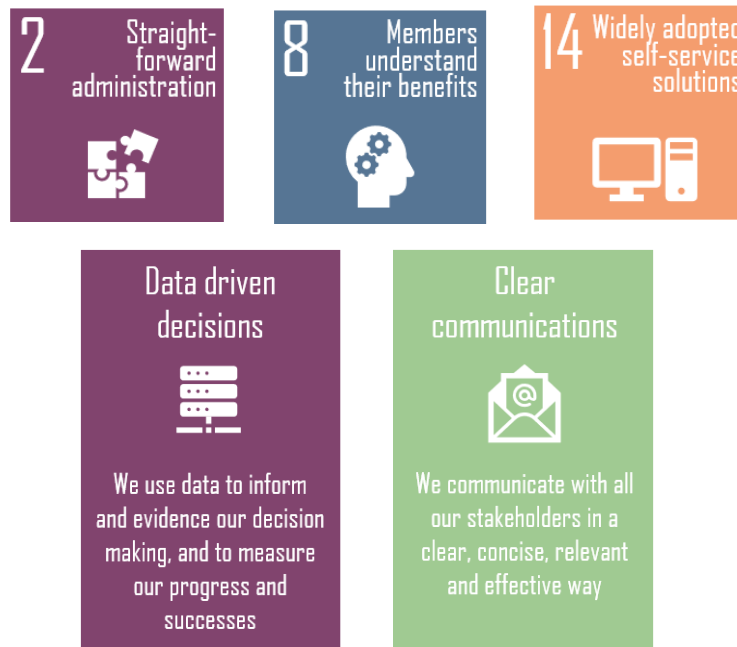 2
Straight-
forward
administration
8
Members
understand
their benefits
14
Widely adopted
self-service
solutions
Data driven
decisions
We use data to inform
and evidence our decision
making, and to measure
our progress and
successes
Clear
communications
@
We communicate with all
our stakeholders in a
clear, concise, relevant
and effective way